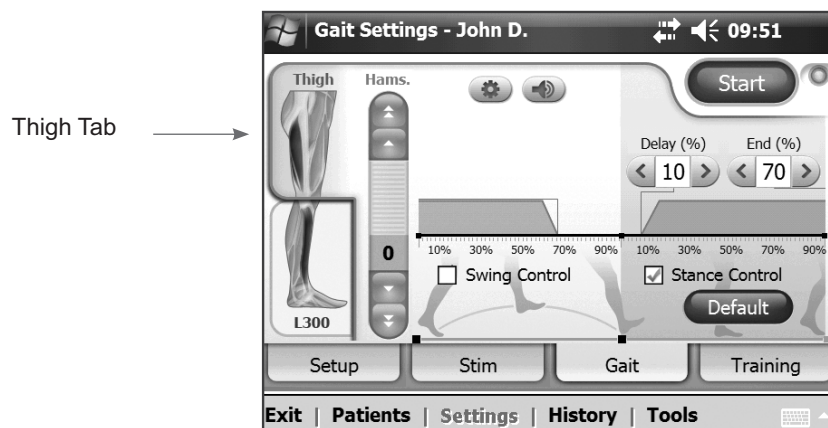 Gait Settings - John D.
09:51
Thigh Tab
Thigh
Hams.
Start
Delay (%)
End (%)
10
70
0
10% 30% 50% 70% 90%
10% 30% 50% 70% 90%
Swing Control
Stance Control
Default
L300
Setup
Stim
Gait
Training
Exit | Patients | Settings | History | Tools